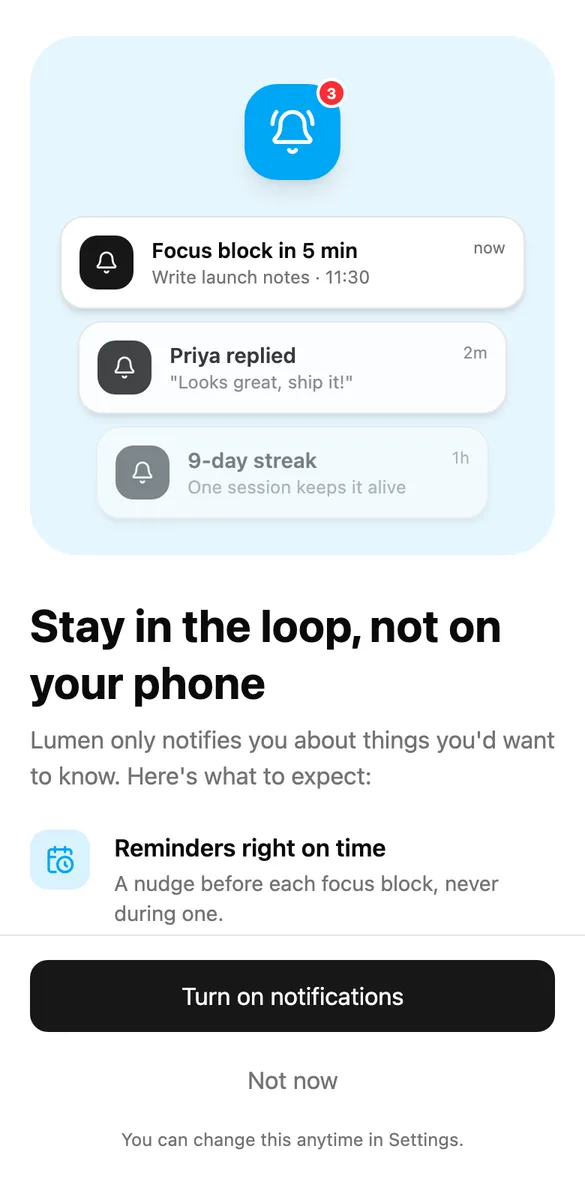 3
Focus block in 5 min
now
Write launch notes · 11:30
Priya replied
2m
"Looks great, ship it!"
9-day streak
1h
One session keeps it alive
Stay in the loop, not on
your phone
Lumen only notifies you about things you'd want
to know. Here's what to expect:
Reminders right on time
A nudge before each focus block, never
during one.
Turn on notifications
Not now
You can change this anytime in Settings.